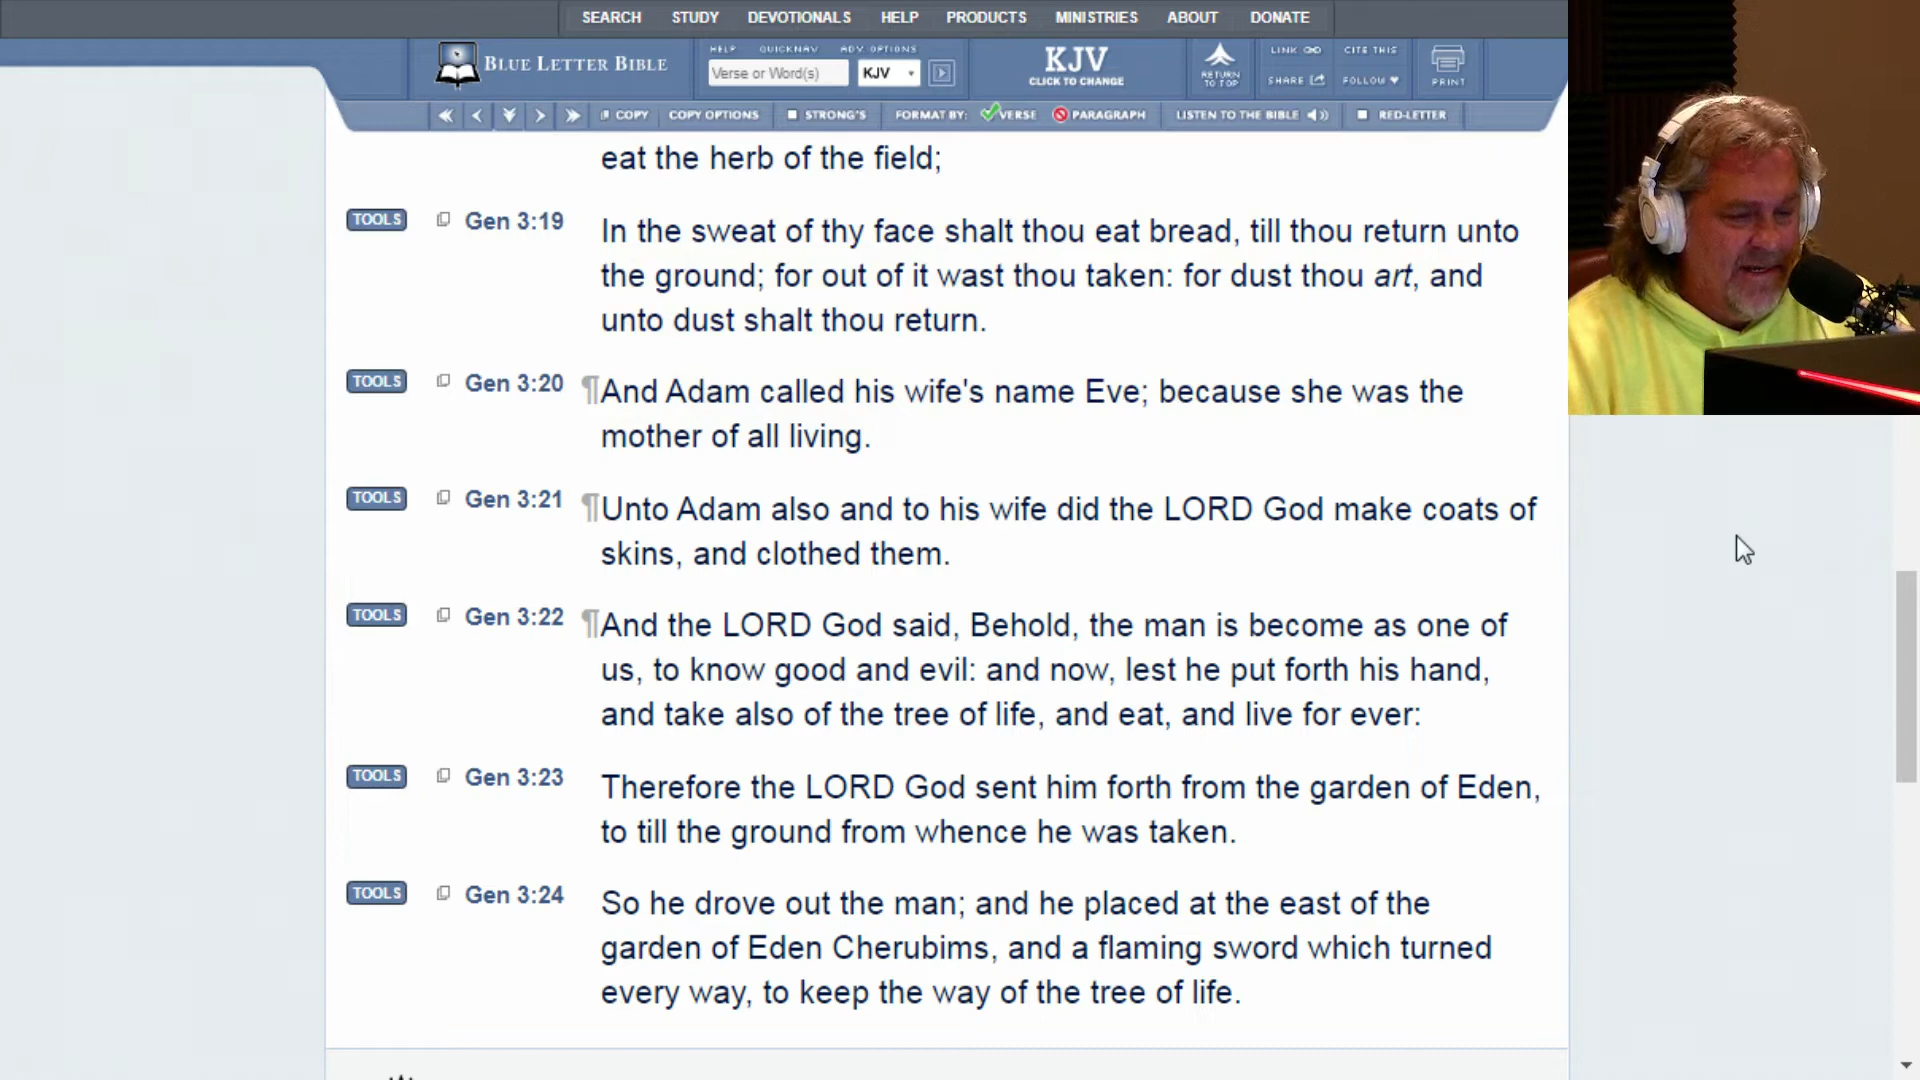 SEARCH STUDY DEVOTIONALS HELP PRODUCTS MINISTRIES ABOUT DONATE
BLUE LETTER BIBLE
HELP QUICKNAV ADV. OPTIONS
Verse or Word(s) KJV
KJV
CLICK TO CHANGE
RETURN
TO TOP
LINK CITE THIS
SHARE FOLLOW
PRINT
COPY COPY OPTIONS STRONG'S FORMAT BY: VERSE PARAGRAPH LISTEN TO THE BIBLE RED-LETTER
eat the herb of the field;
TOOLS Gen 3:19 In the sweat of thy face shalt thou eat bread, till thou return unto
the ground; for out of it wast thou taken: for dust thou art, and
unto dust shalt thou return.
TOOLS Gen 3:20 ¶And Adam called his wife's name Eve; because she was the
mother of all living.
TOOLS Gen 3:21 ¶Unto Adam also and to his wife did the LORD God make coats of
skins, and clothed them.
TOOLS Gen 3:22 ¶And the LORD God said, Behold, the man is become as one of
us, to know good and evil: and now, lest he put forth his hand,
and take also of the tree of life, and eat, and live for ever:
TOOLS Gen 3:23 Therefore the LORD God sent him forth from the garden of Eden,
to till the ground from whence he was taken.
TOOLS Gen 3:24 So he drove out the man; and he placed at the east of the
garden of Eden Cherubims, and a flaming sword which turned
every way, to keep the way of the tree of life.